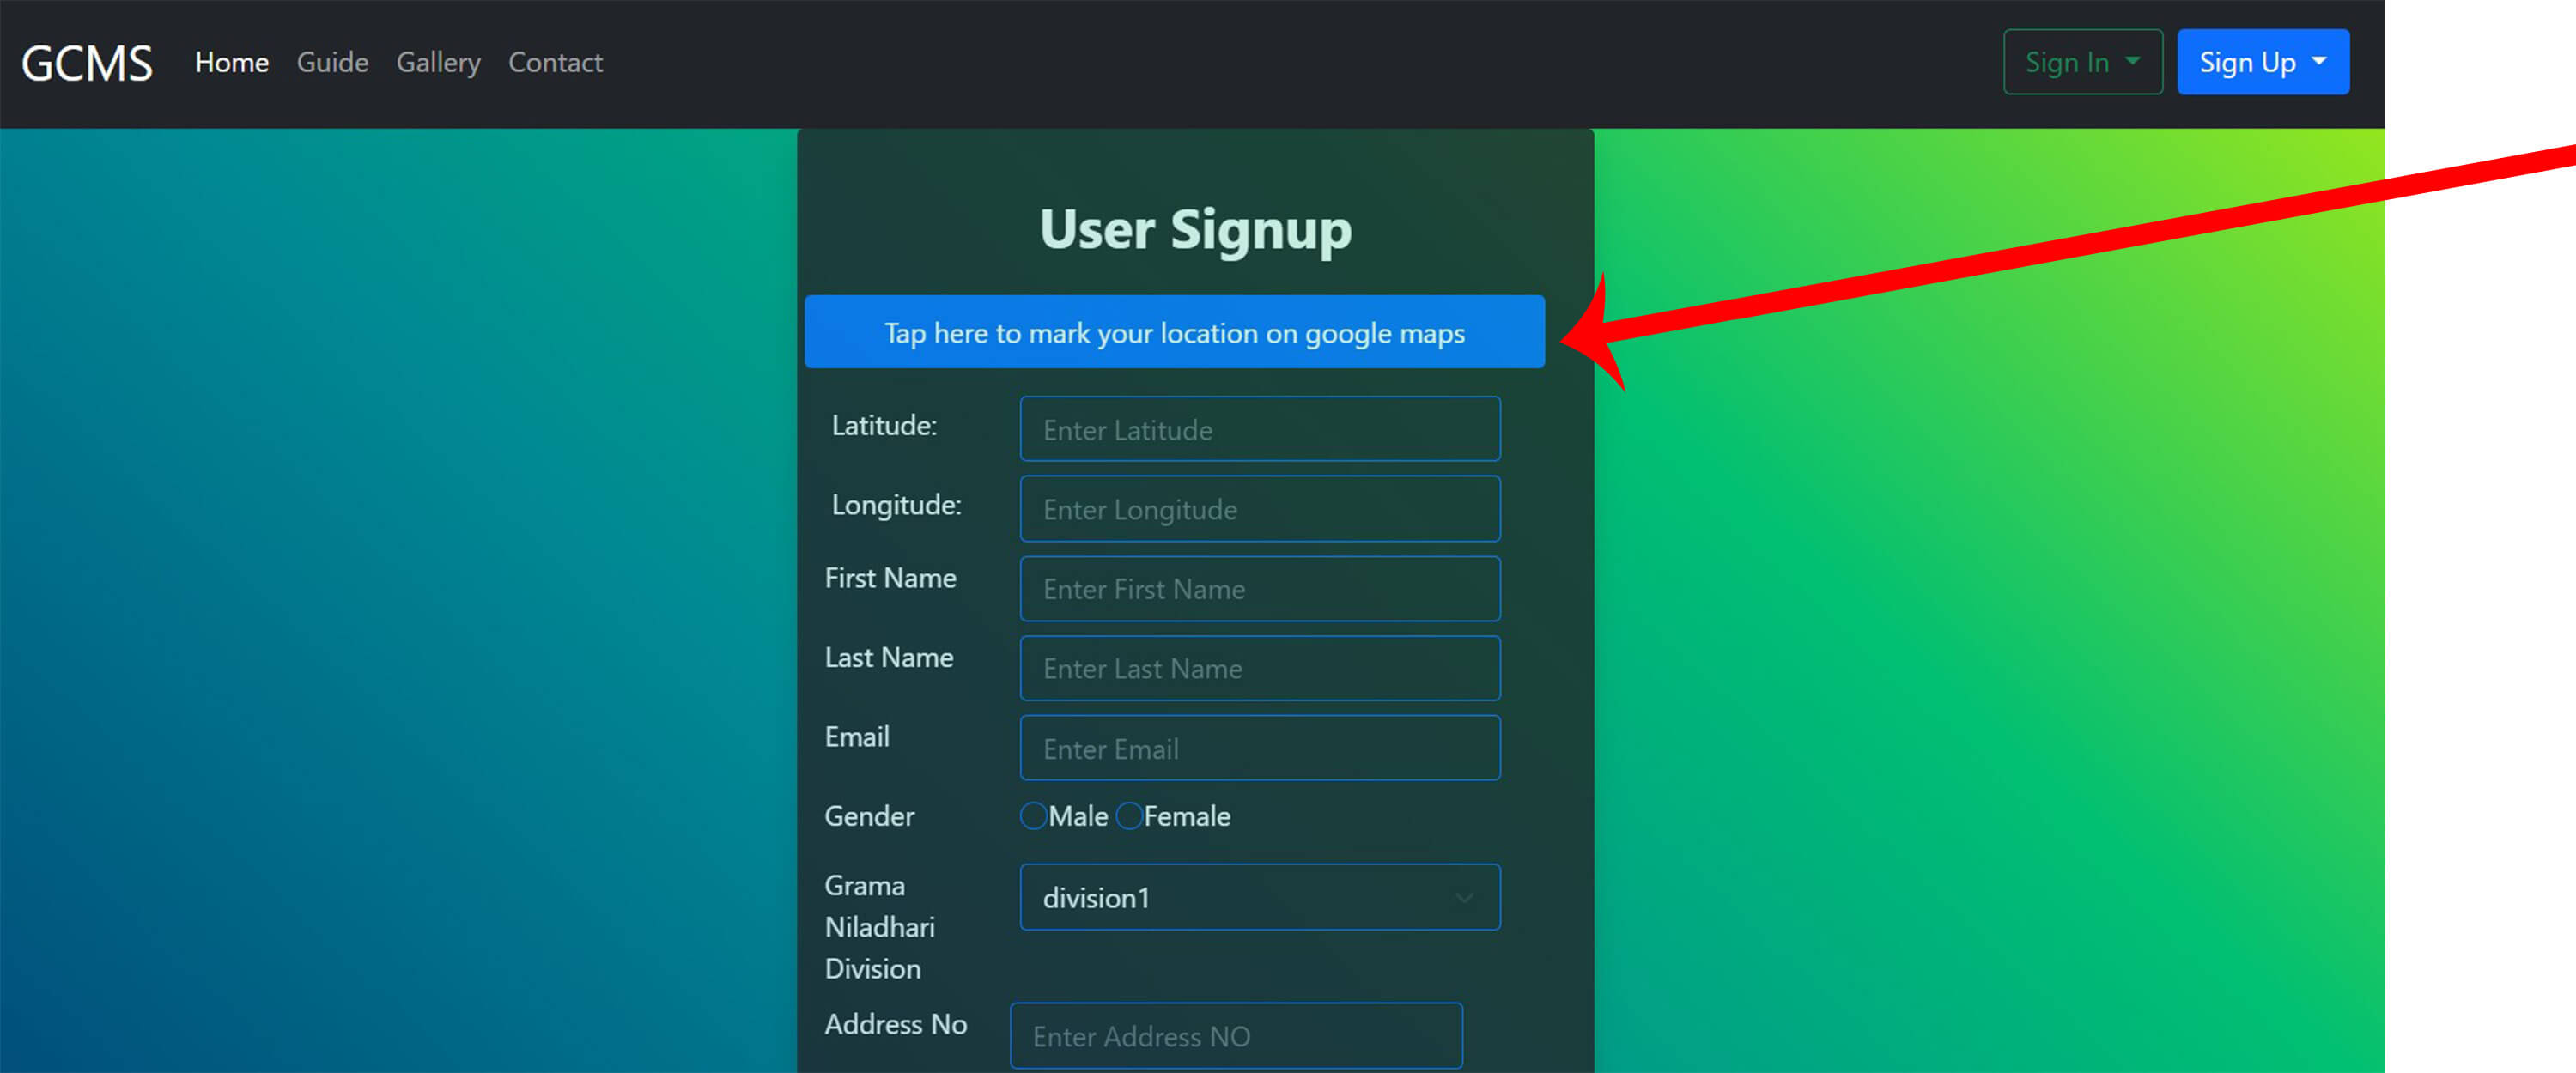 GCMS Home Guide Gallery Contact Sign In Sign Up
User Signup
Tap here to mark your location on google maps
Latitude: Enter Latitude
Longitude: Enter Longitude
First Name Enter First Name
Last Name Enter Last Name
Email Enter Email
Gender Male Female
Grama Niladhari Division division1
Address No Enter Address NO